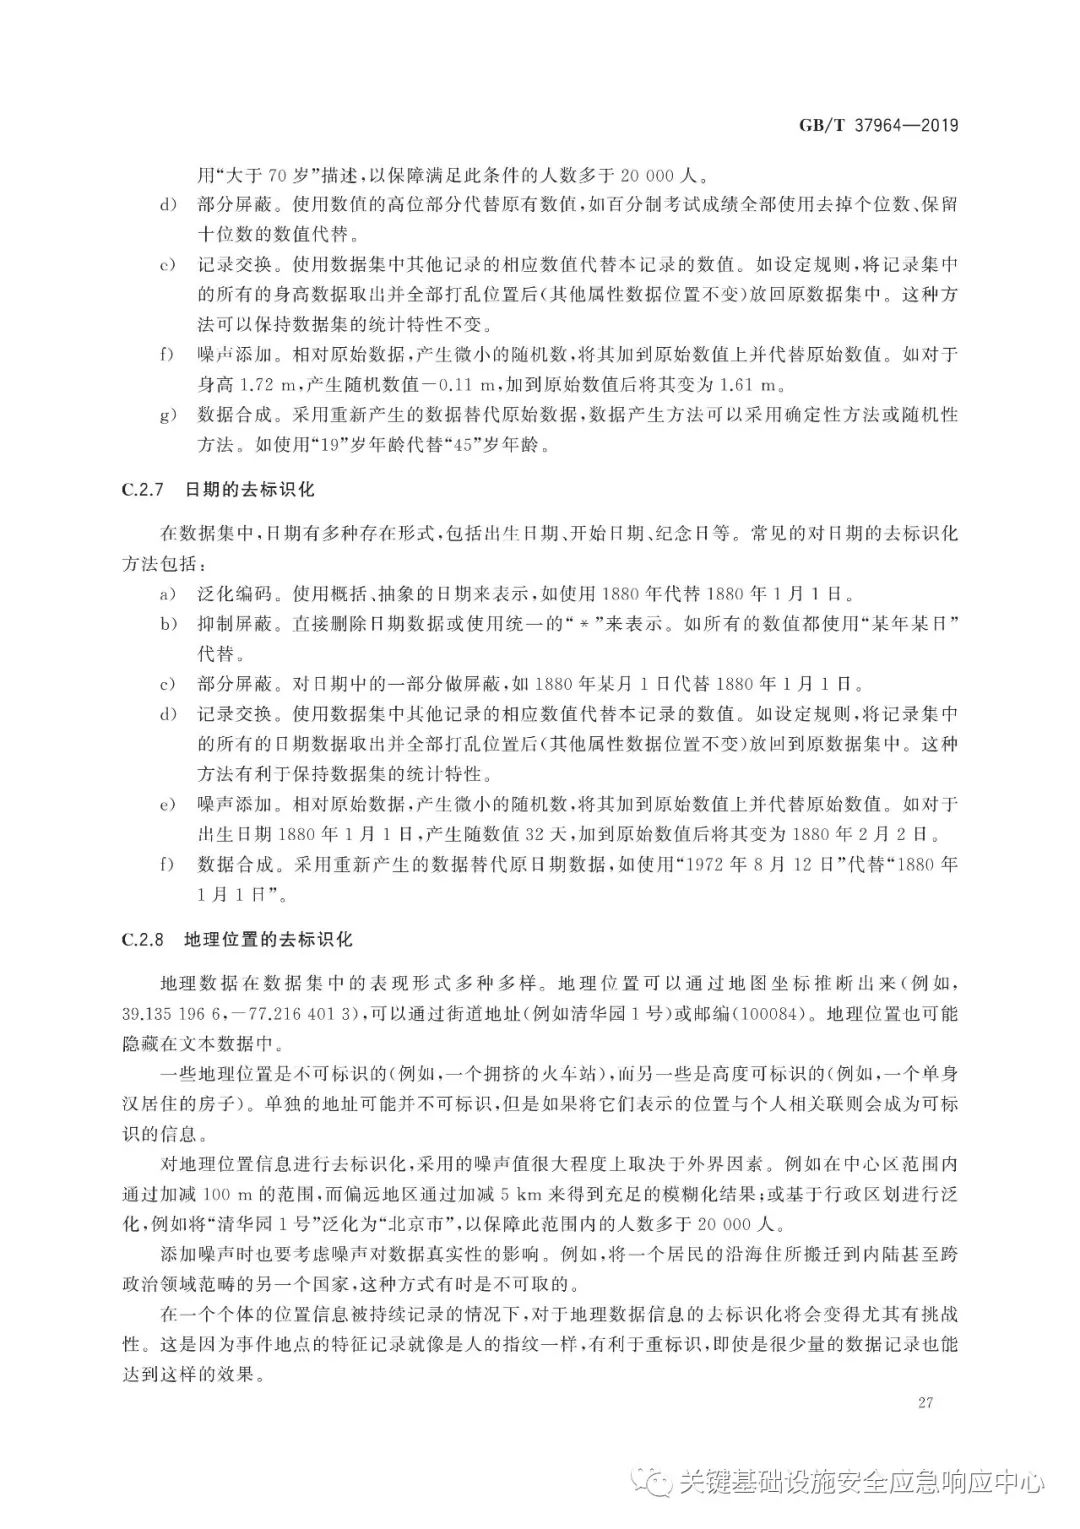 GB/T 37964—2019
用“大于 70 岁”描述,以保障满足此条件的人数多于 20 000 人。
d) 部分屏蔽。使用数值的高位部分代替原有数值,如百分制考试成绩全部使用去掉个位数、保留
十位数的数值代替。
e) 记录交换。使用数据集中其他记录的相应数值代替本记录的数值。如设定规则,将记录集中
的所有的身高数据取出并全部打乱位置后(其他属性数据位置不变)放回原数据集中。这种方
法可以保持数据集的统计特性不变。
f) 噪声添加。相对原始数据,产生微小的随机数,将其加到原始数值上并代替原始数值。如对于
身高 1.72 m,产生随机数值－0.11 m,加到原始数值后将其变为 1.61 m。
g) 数据合成。采用重新产生的数据替代原始数据,数据产生方法可以采用确定性方法或随机性
方法。如使用“19”岁年龄代替“45”岁年龄。
C.2.7 日期的去标识化
在数据集中,日期有多种存在形式,包括出生日期、开始日期、纪念日等。常见的对日期的去标识化
方法包括:
a) 泛化编码。使用概括、抽象的日期来表示,如使用 1880 年代替 1880 年 1 月 1 日。
b) 抑制屏蔽。直接删除日期数据或使用统一的“*”来表示。如所有的数值都使用“某年某日”
代替。
c) 部分屏蔽。对日期中的一部分做屏蔽,如 1880 年某月 1 日代替 1880 年 1 月 1 日。
d) 记录交换。使用数据集中其他记录的相应数值代替本记录的数值。如设定规则,将记录集中
的所有的日期数据取出并全部打乱位置后(其他属性数据位置不变)放回到原数据集中。这种
方法有利于保持数据集的统计特性。
e) 噪声添加。相对原始数据,产生微小的随机数,将其加到原始数值上并代替原始数值。如对于
出生日期 1880 年 1 月 1 日,产生随数值 32 天,加到原始数值后将其变为 1880 年 2 月 2 日。
f) 数据合成。采用重新产生的数据替代原日期数据,如使用“1972 年 8 月 12 日”代替“1880 年
1 月 1 日”。
C.2.8 地理位置的去标识化
地理数据在数据集中的表现形式多种多样。地理位置可以通过地图坐标推断出来(例如,
39.135 196 6,－77.216 401 3),可以通过街道地址(例如清华园 1 号)或邮编(100084)。地理位置也可能
隐藏在文本数据中。
一些地理位置是不可标识的(例如,一个拥挤的火车站),而另一些是高度可标识的(例如,一个单身
汉居住的房子)。单独的地址可能并不可标识,但是如果将它们表示的位置与个人相关联则会成为可标
识的信息。
对地理位置信息进行去标识化,采用的噪声值很大程度上取决于外界因素。例如在中心区范围内
通过加减 100 m 的范围,而偏远地区通过加减 5 km 来得到充足的模糊化结果;或基于行政区划进行泛
化,例如将“清华园 1 号”泛化为“北京市”,以保障此范围内的人数多于 20 000 人。
添加噪声时也要考虑噪声对数据真实性的影响。例如,将一个居民的沿海住所搬迁到内陆甚至跨
政治领域范畴的另一个国家,这种方式有时是不可取的。
在一个个体的位置信息被持续记录的情况下,对于地理数据信息的去标识化将会变得尤其有挑战
性。这是因为事件地点的特征记录就像是人的指纹一样,有利于重标识,即使是很少量的数据记录也能
达到这样的效果。
27
关键基础设施安全应急响应中心